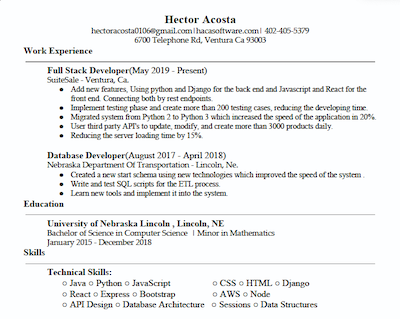 Hector Acosta
hectoracosta0106@gmail|hacasoftware.com| 402-405-5379
6700 Telephone Rd, Ventura Ca 93003
Work Experience
Full Stack Developer(May 2019 - Present)
SuiteSale - Ventura, Ca.
● Add new features, Using python and Django for the back end and Javascript and React for the
front end. Connecting both by rest endpoints.
● Implement testing phase and create more than 200 testing cases, reducing the developing time.
● Migrated system from Python 2 to Python 3 which increased the speed of the application in 20%.
● User third party API's to update, modify, and create more than 3000 products daily.
● Reducing the server loading time by 15%.
Database Developer(August 2017 - April 2018)
Nebraska Department Of Transportation - Lincoln, Ne.
● Created a new start schema using new technologies which improved the speed of the system .
● Write and test SQL scripts for the ETL process.
● Learn new tools and implement it into the system.
Education
University of Nebraska Lincoln , Lincoln, NE
Bachelor of Science in Computer Science | Minor in Mathematics
January 2015 - December 2018
Skills
Technical Skills:
○ Java ○ Python ○ JavaScript ○ CSS ○ HTML ○ Django
○ React ○ Express ○ Bootstrap ○ AWS ○ Node
○ API Design ○ Database Architecture ○ Sessions ○ Data Structures